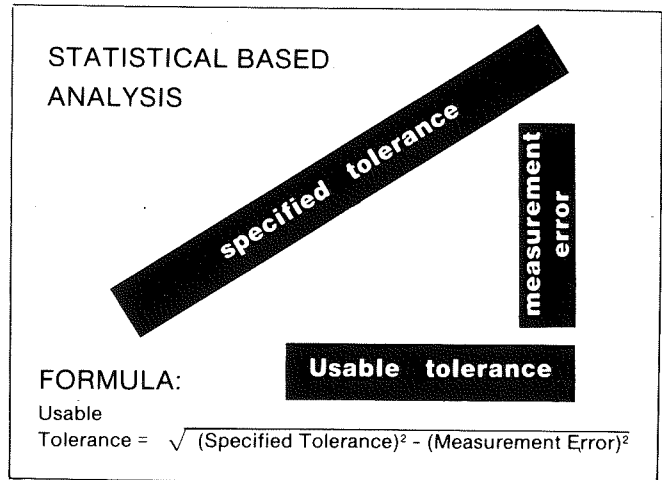 STATISTICAL BASED
ANALYSIS
specified tolerance
measurement
error
Usable tolerance
FORMULA:
Usable
Tolerance = √ (Specified Tolerance)² - (Measurement Error)²